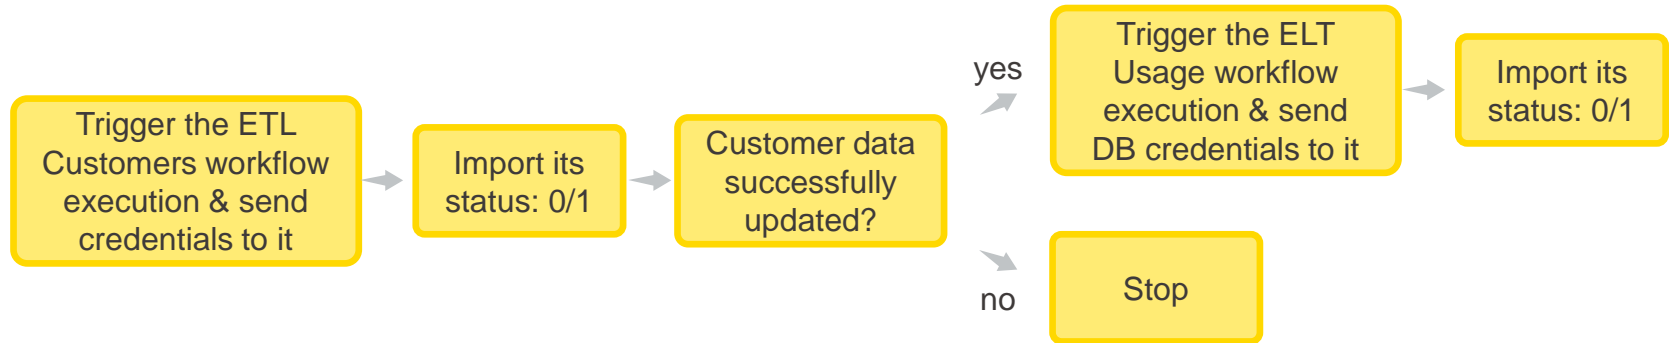 Trigger the ETL
Customers workflow
execution & send
credentials to it
Import its
status: 0/1
Customer data
successfully
updated?
yes
Trigger the ELT
Usage workflow
execution & send
DB credentials to it
Import its
status: 0/1
no
Stop